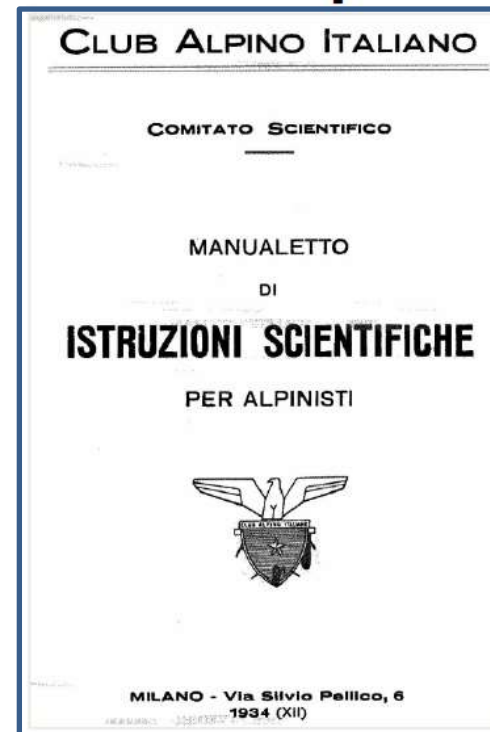 CLUB ALPINO ITALIANO
COMITATO SCIENTIFICO
MANUALETTO
DI
ISTRUZIONI SCIENTIFICHE
PER ALPINISTI
CLUB ALPINO ITALIANO
MILANO - Via Silvio Pellico, 6
1934 (XII)